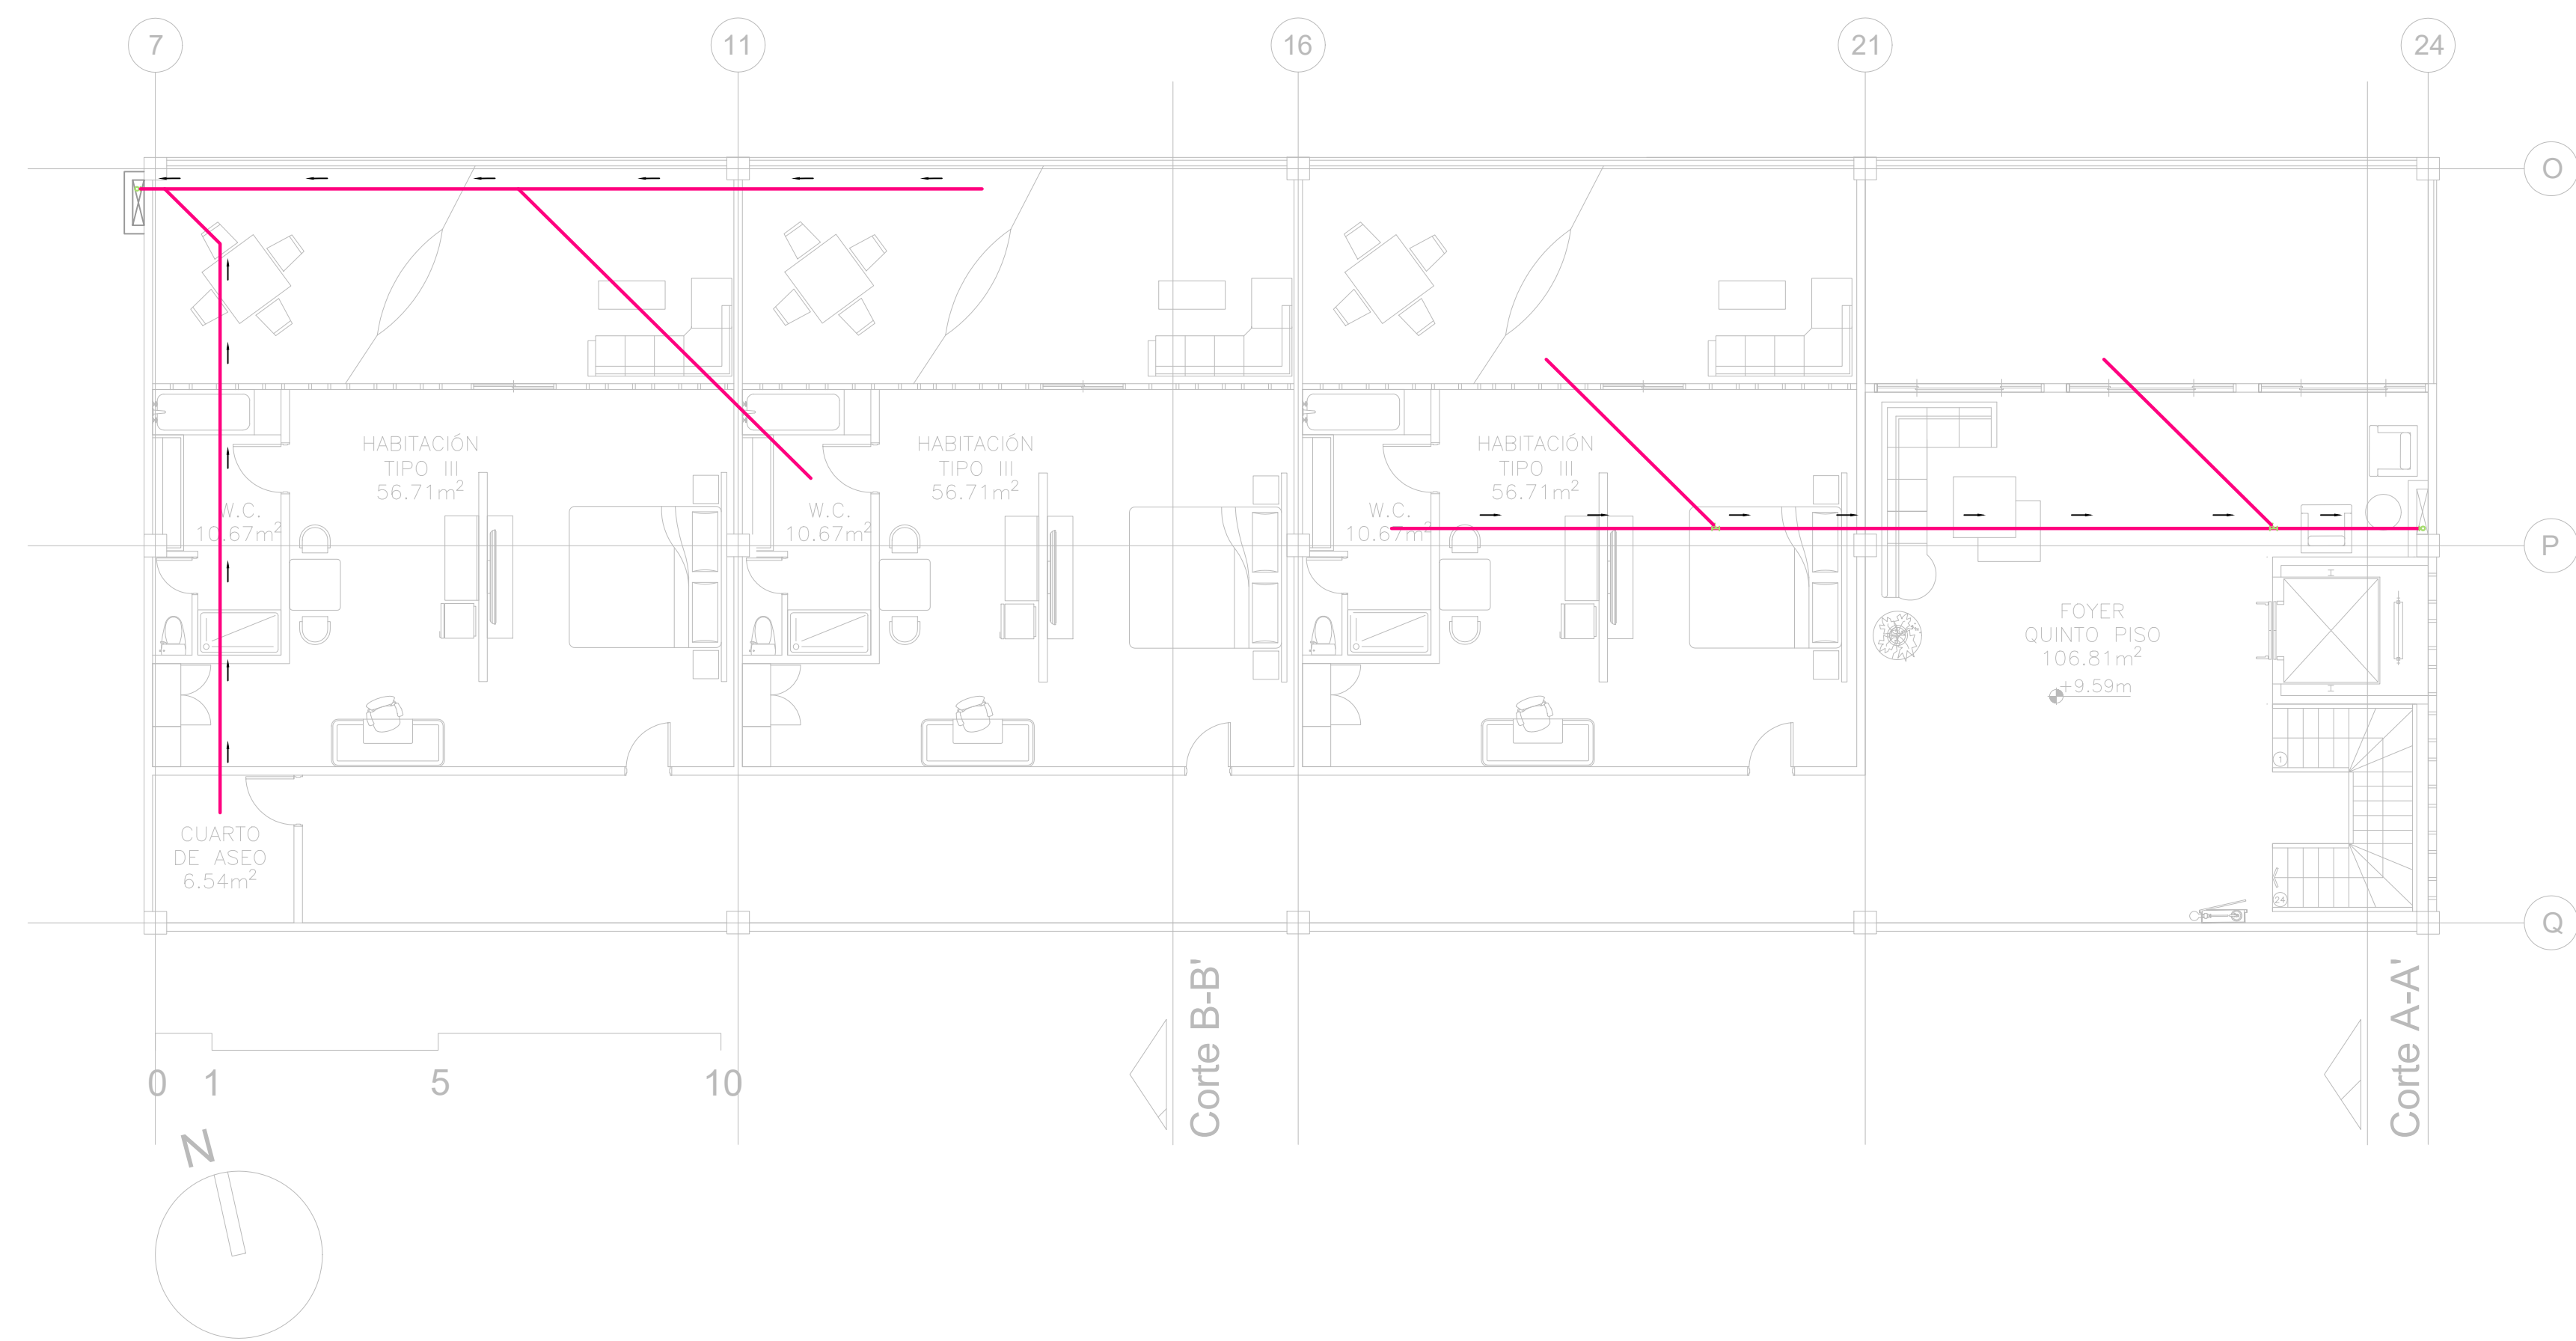 7 11 16 21 24
O
HABITACIÓN
TIPO III
56.71m²
HABITACIÓN
TIPO III
56.71m²
HABITACIÓN
TIPO III
56.71m²
W.C.
10.67m²
W.C.
10.67m²
W.C.
10.67m²
P
FOYER
QUINTO PISO
106.81m²
+9.59m
1
CUARTO
DE ASEO
6.54m²
24
Q
Corte B-B'
Corte A-A'
0 1 5 10
N